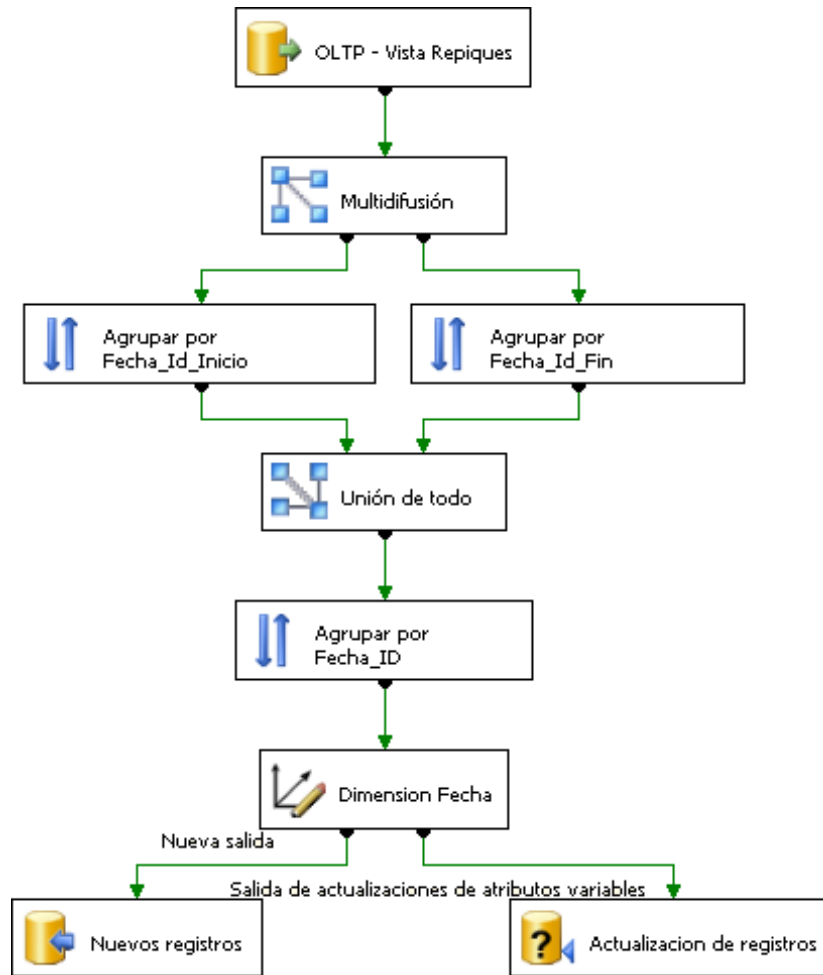 OLTP - Vista Repiques
Multidifusión
Agrupar por
Fecha_Id_Inicio
Agrupar por
Fecha_Id_Fin
Unión de todo
Agrupar por
Fecha_ID
Dimension Fecha
Nueva salida
Salida de actualizaciones de atributos variables
Nuevos registros
?
Actualizacion de registros